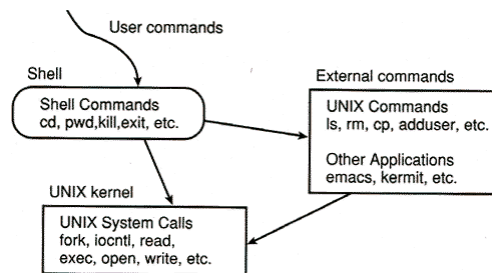 User commands
Shell
External commands
Shell Commands
cd, pwd,kill,exit, etc.
UNIX Commands
ls, rm, cp, adduser, etc.
Other Applications
emacs, kermit, etc.
UNIX kernel
UNIX System Calls
fork, iocntl, read,
exec, open, write, etc.